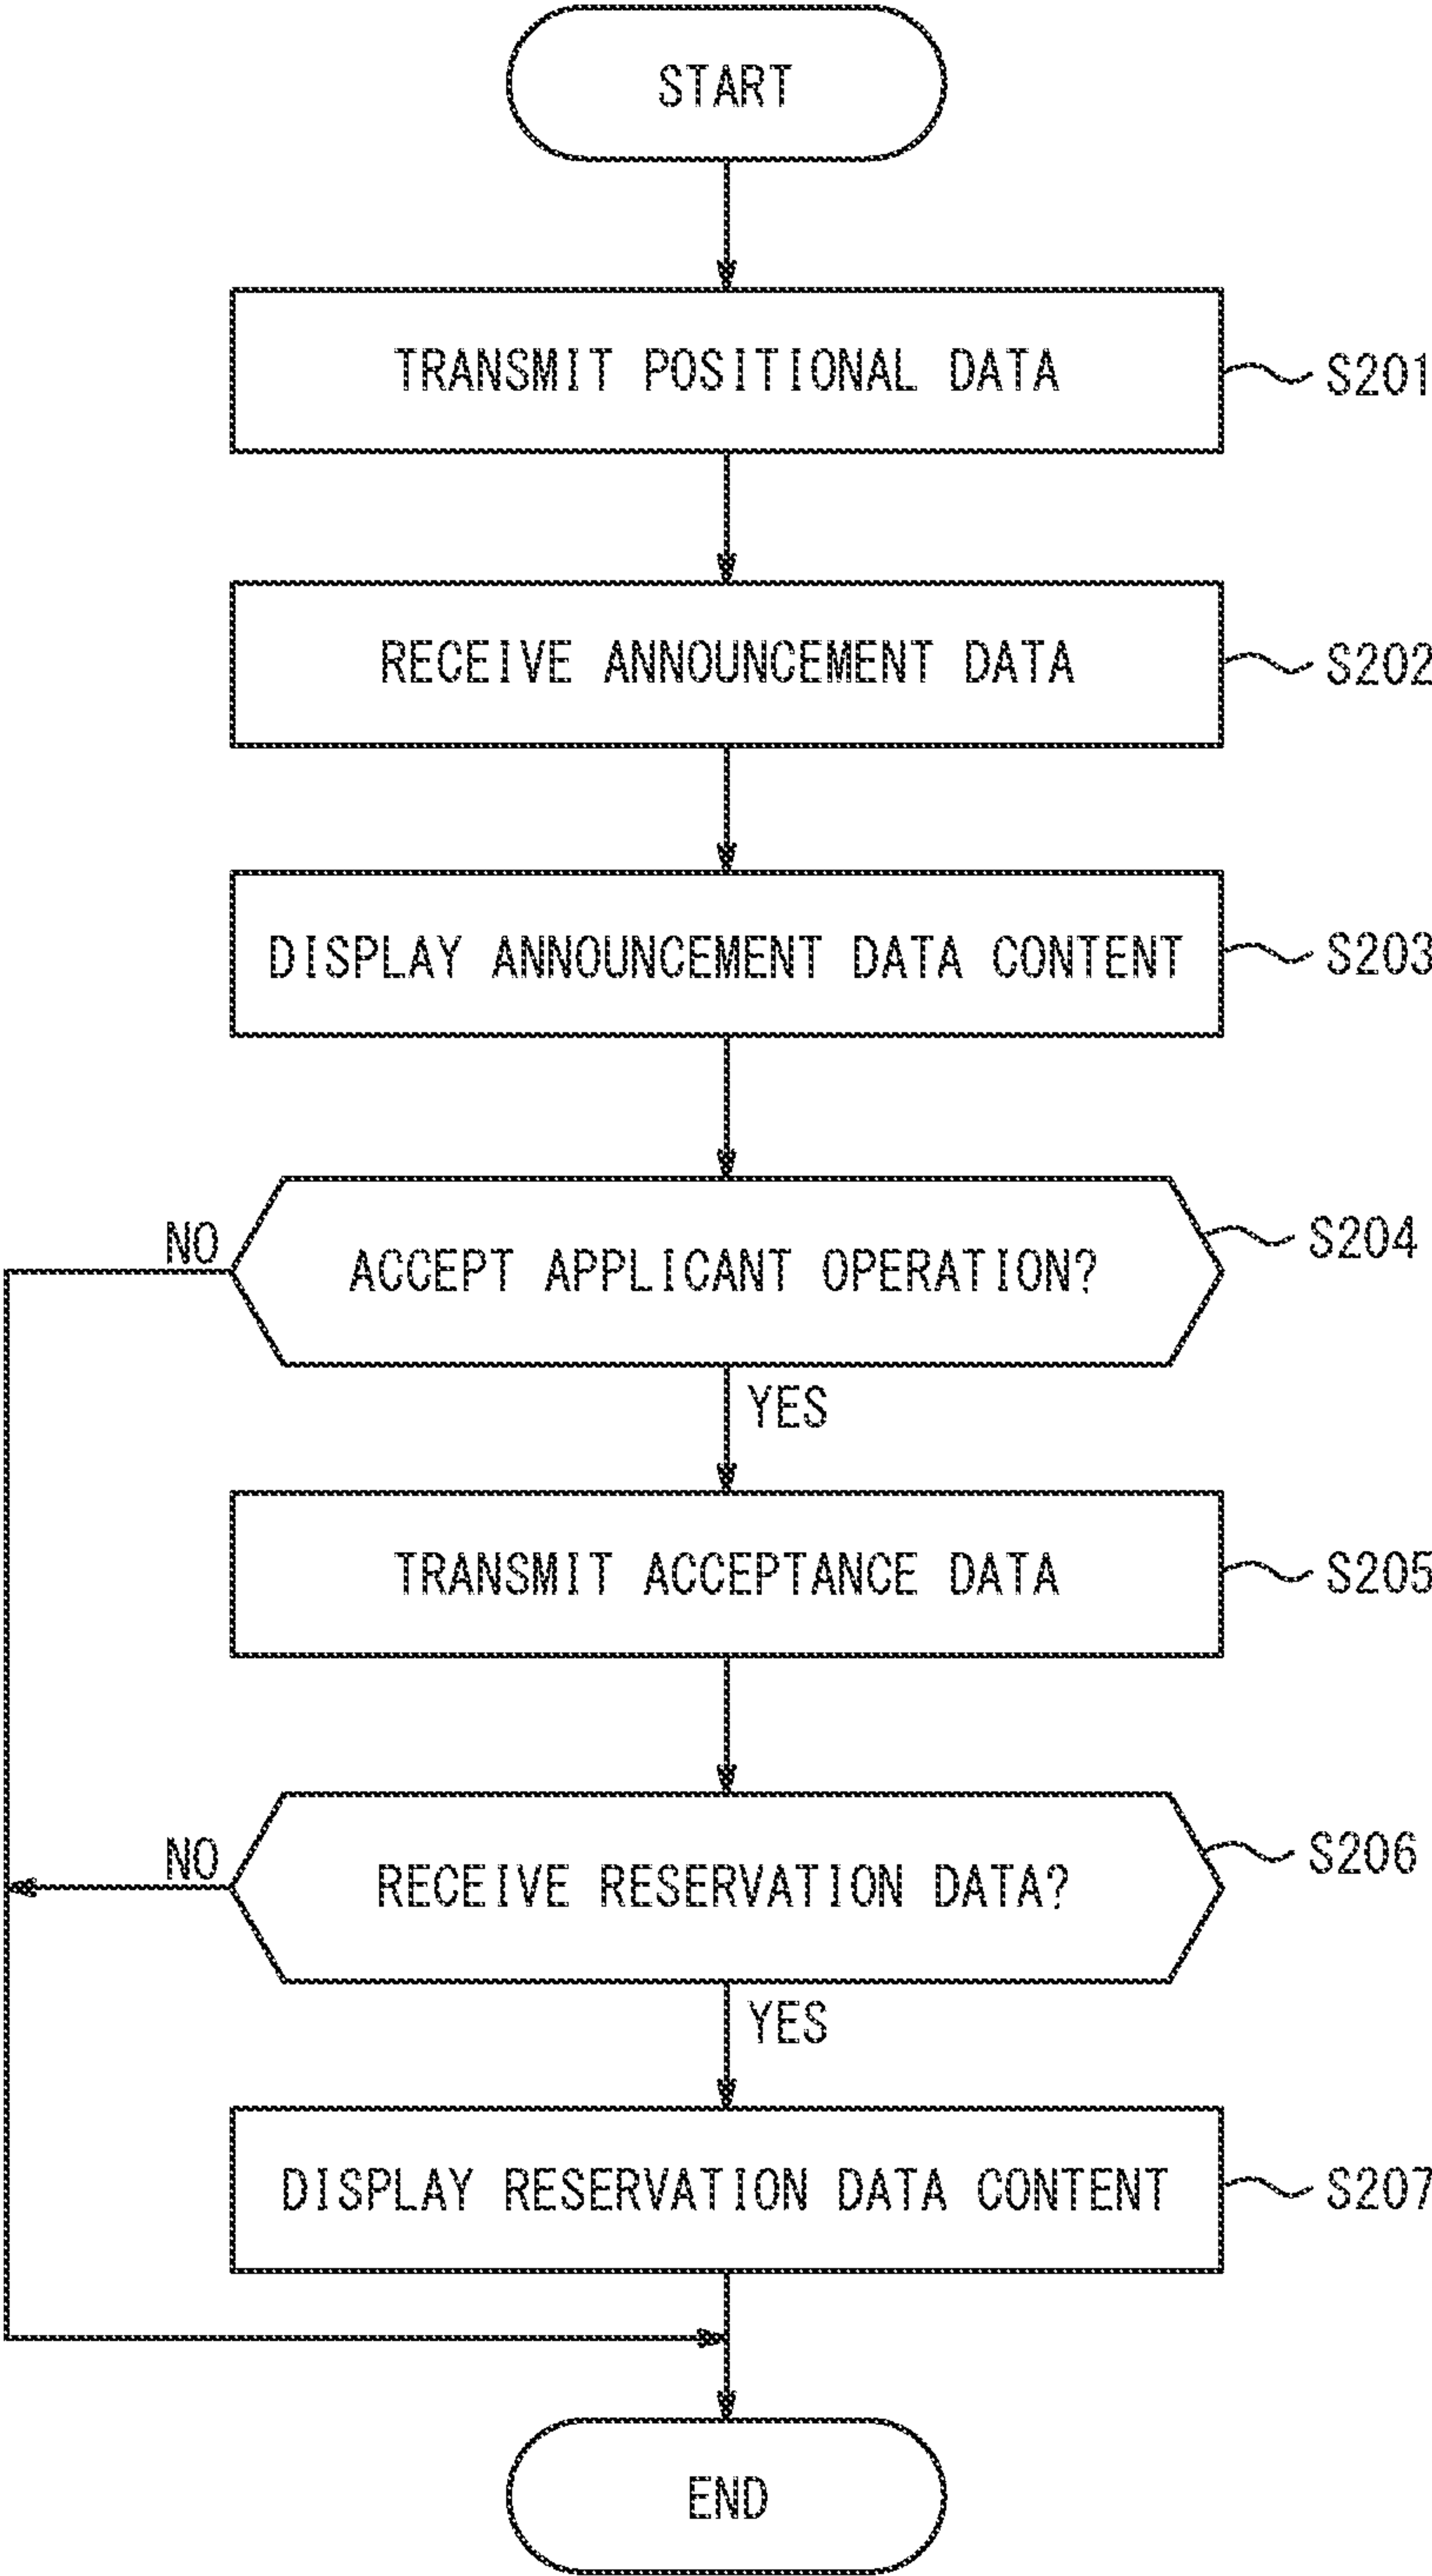 START
TRANSMIT POSITIONAL DATA
S201
RECEIVE ANNOUNCEMENT DATA
S202
DISPLAY ANNOUNCEMENT DATA CONTENT
S203
NO
ACCEPT APPLICANT OPERATION?
S204
YES
TRANSMIT ACCEPTANCE DATA
S205
NO
RECEIVE RESERVATION DATA?
S206
YES
DISPLAY RESERVATION DATA CONTENT
S207
END